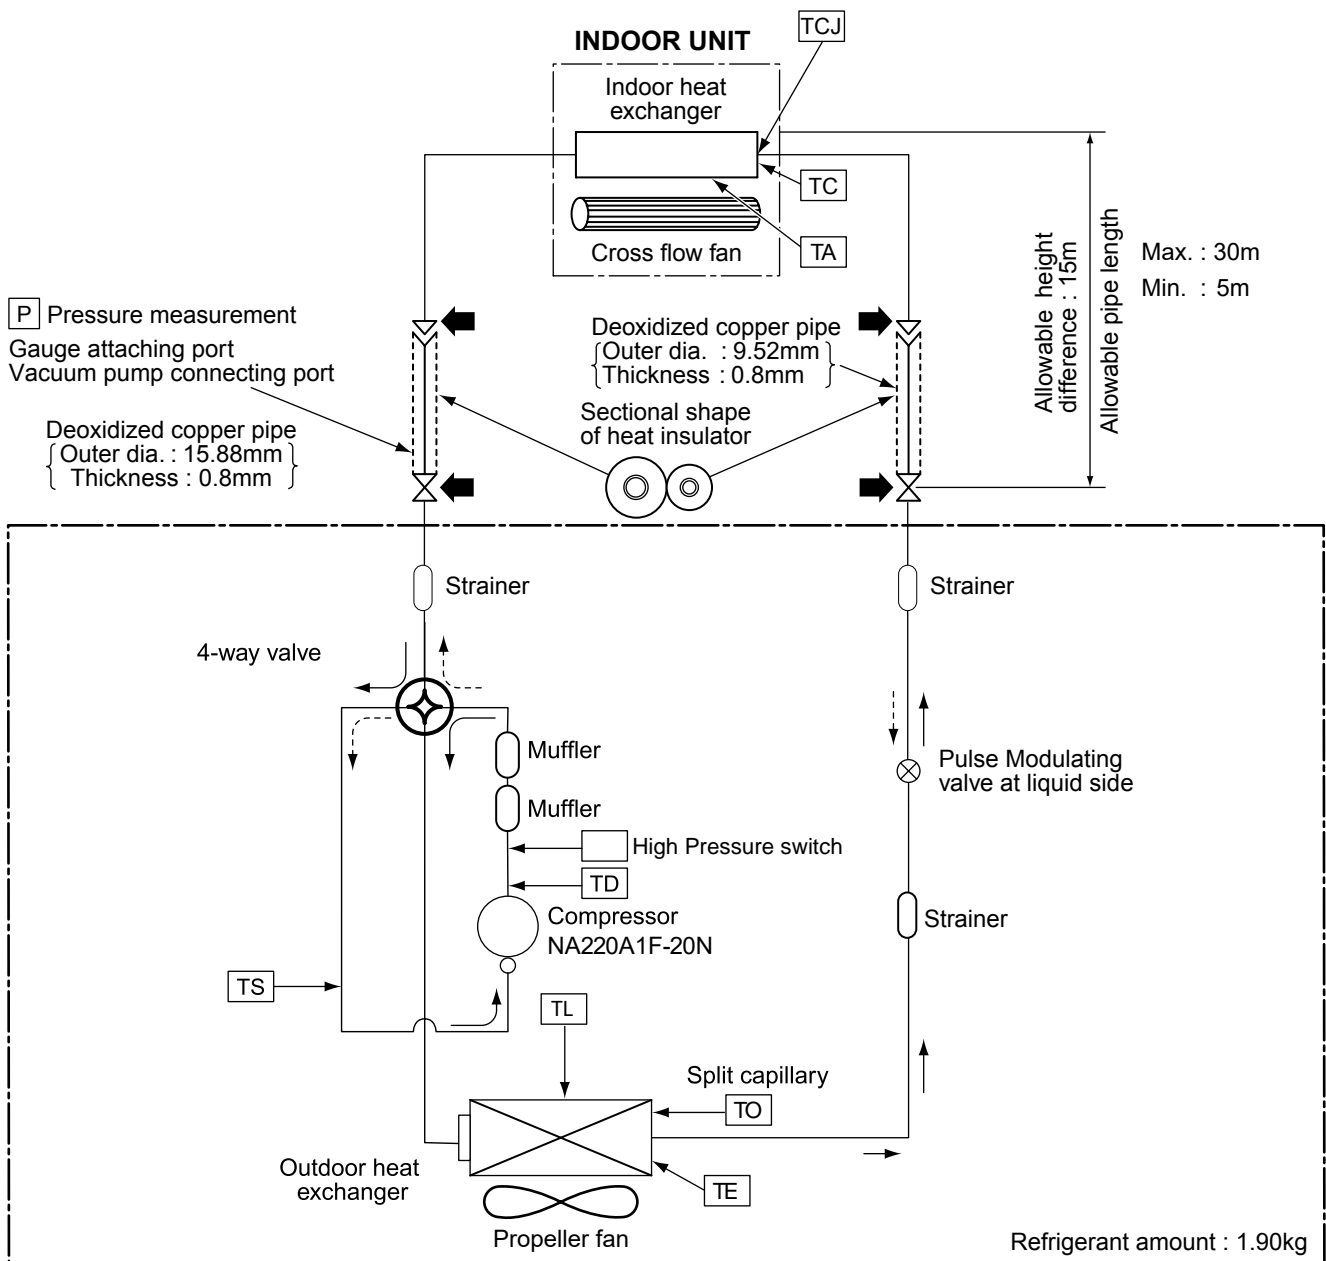 TCJ
INDOOR UNIT
Indoor heat
exchanger
TC
TA
Cross flow fan
Allowable height
difference : 15m
Allowable pipe length
Max. : 30m
Min. : 5m
P Pressure measurement
Gauge attaching port
Vacuum pump connecting port
Deoxidized copper pipe
Outer dia. : 15.88mm
Thickness : 0.8mm
Deoxidized copper pipe
Outer dia. : 9.52mm
Thickness : 0.8mm
Sectional shape
of heat insulator
Strainer
Strainer
4-way valve
Muffler
Muffler
High Pressure switch
TD
Compressor
NA220A1F-20N
Pulse Modulating
valve at liquid side
Strainer
TS
TL
Split capillary
TO
TE
Outdoor heat
exchanger
Propeller fan
Refrigerant amount : 1.90kg